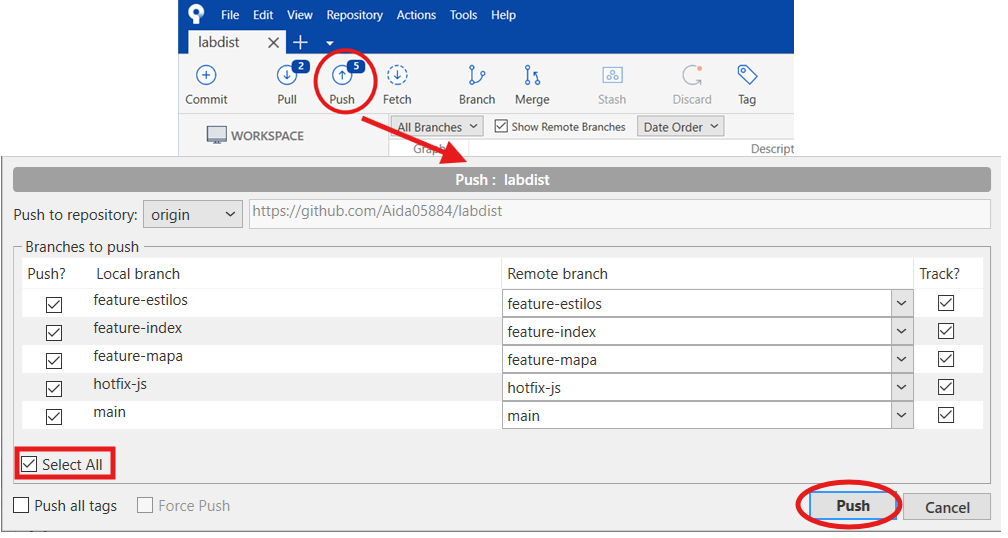 File Edit View Repository Actions Tools Help
labdist
2 5
Commit Pull Push Fetch Branch Merge Stash Discard Tag
WORKSPACE
All Branches Show Remote Branches Date Order
Descript
Push : labdist
Push to repository: origin https://github.com/Aida05884/labdist
Branches to push
Push? Local branch Remote branch Track?
feature-estilos feature-estilos
feature-index feature-index
feature-mapa feature-mapa
hotfix-js hotfix-js
main main
Select All
Push all tags Force Push Push Cancel